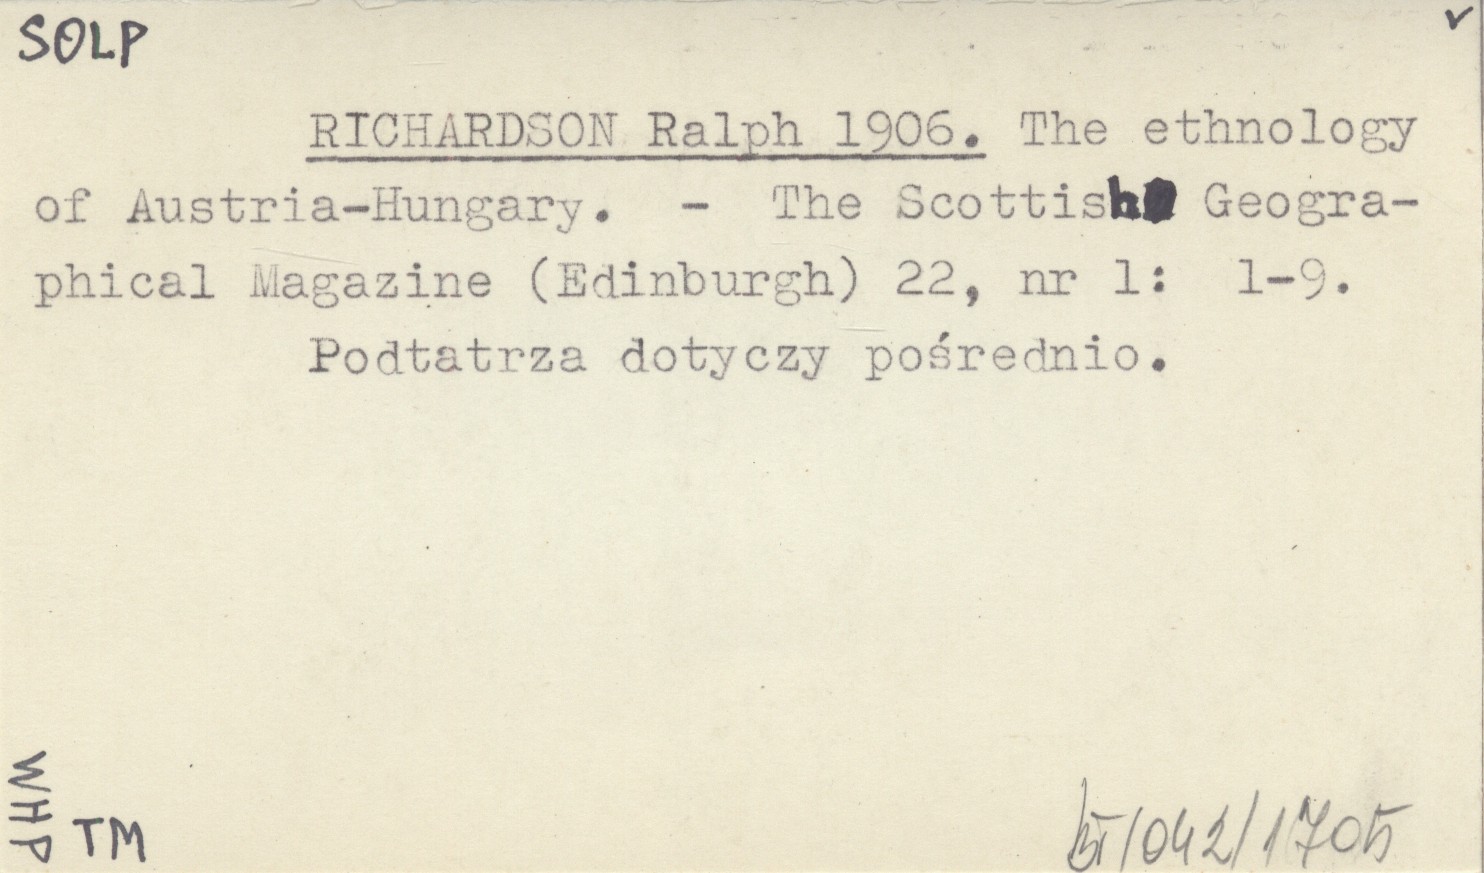 SOLP
RICHARDSON Ralph 1906. The ethnology
of Austria-Hungary. - The Scottish Geogra-
phical Magazine (Edinburgh) 22, nr 1: 1-9.
Podtatrza dotyczy pośrednio.
WHP
TM
/042/1705